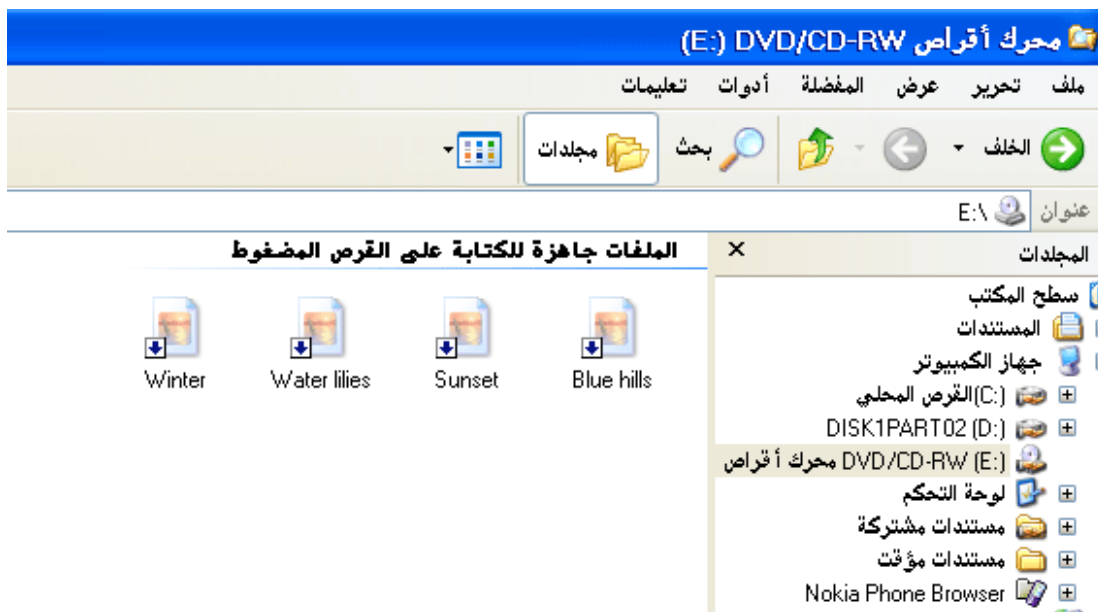 محرك أقراص DVD/CD-RW (E:)
ملف تحرير عرض المفضلة أدوات تعليمات
الخلف بحث مجلدات
عنوان E:\
المجلدات
سطح المكتب
المستندات
جهاز الكمبيوتر
القرص المحلي(C:)
DISK1PART02 (D:)
محرك أقراص DVD/CD-RW (E:)
لوحة التحكم
مستندات مشتركة
مستندات مؤقت
Nokia Phone Browser
الملفات جاهزة للكتابة على القرص المضغوط
Blue hills
Sunset
Water lilies
Winter